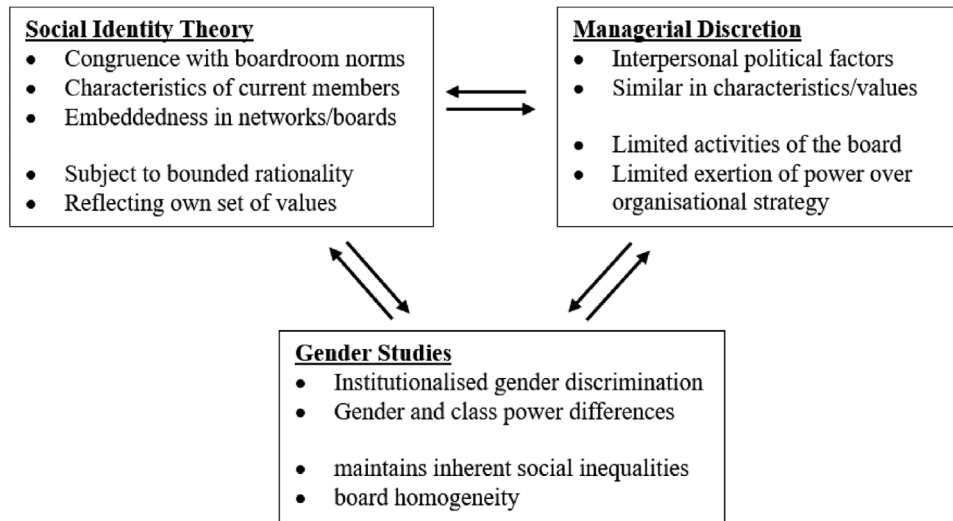 Social Identity Theory
• Congruence with boardroom norms
• Characteristics of current members
• Embeddedness in networks/boards
• Subject to bounded rationality
• Reflecting own set of values
Managerial Discretion
• Interpersonal political factors
• Similar in characteristics/values
• Limited activities of the board
• Limited exertion of power over
organisational strategy
Gender Studies
• Institutionalised gender discrimination
• Gender and class power differences
• maintains inherent social inequalities
• board homogeneity